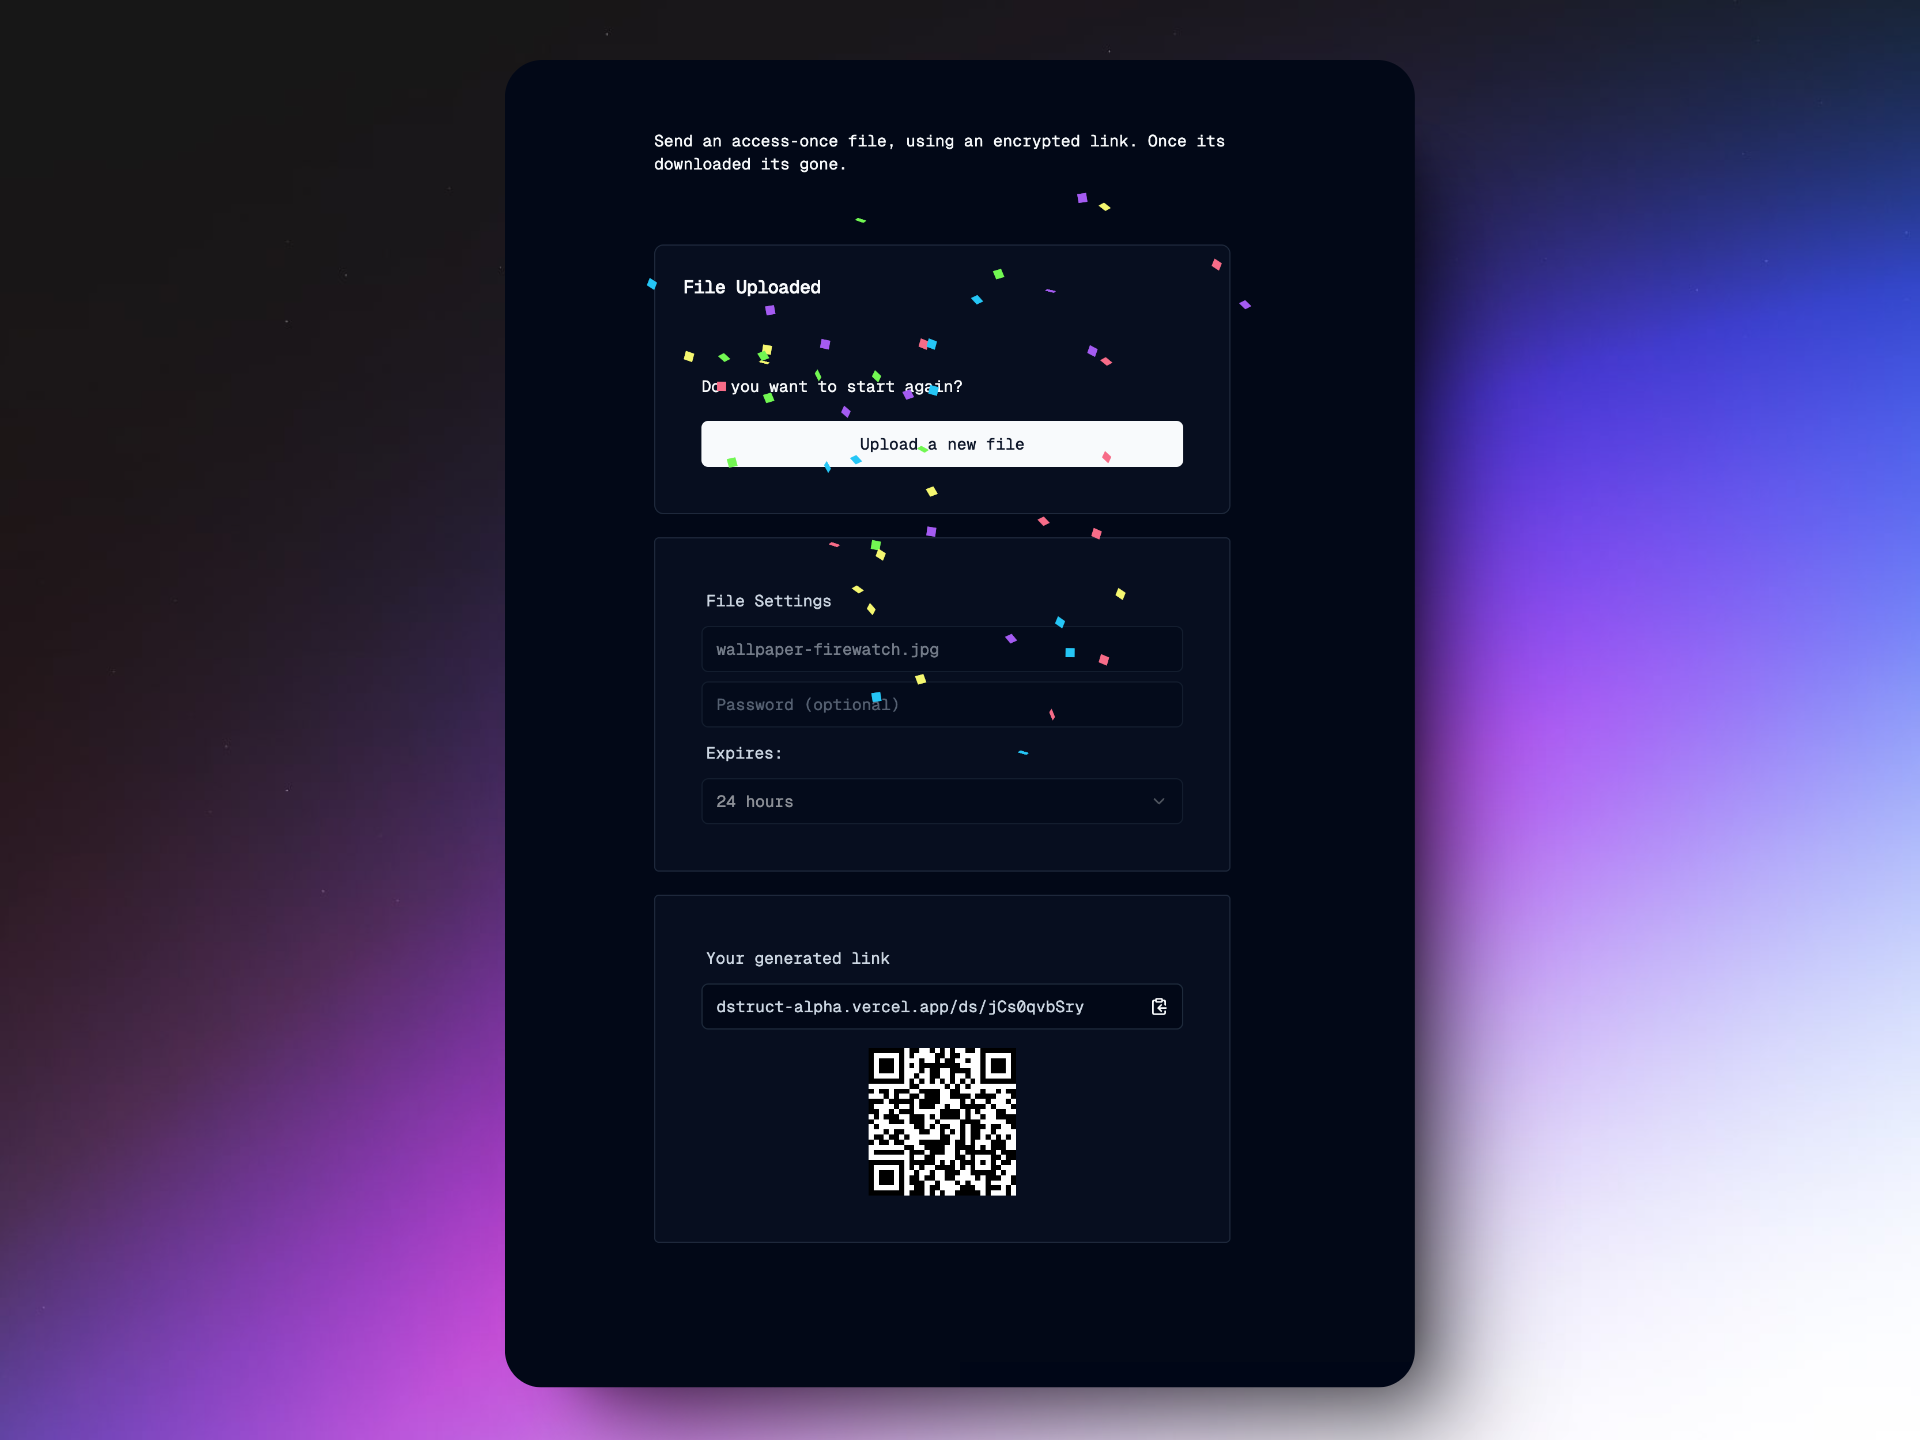 Send an access-once file, using an encrypted link. Once its
downloaded its gone.
File Uploaded
Do you want to start again?
Upload a new file
File Settings
wallpaper-firewatch.jpg
Password (optional)
Expires:
24 hours
Your generated link
dstruct-alpha.vercel.app/ds/jCs0qvbSry